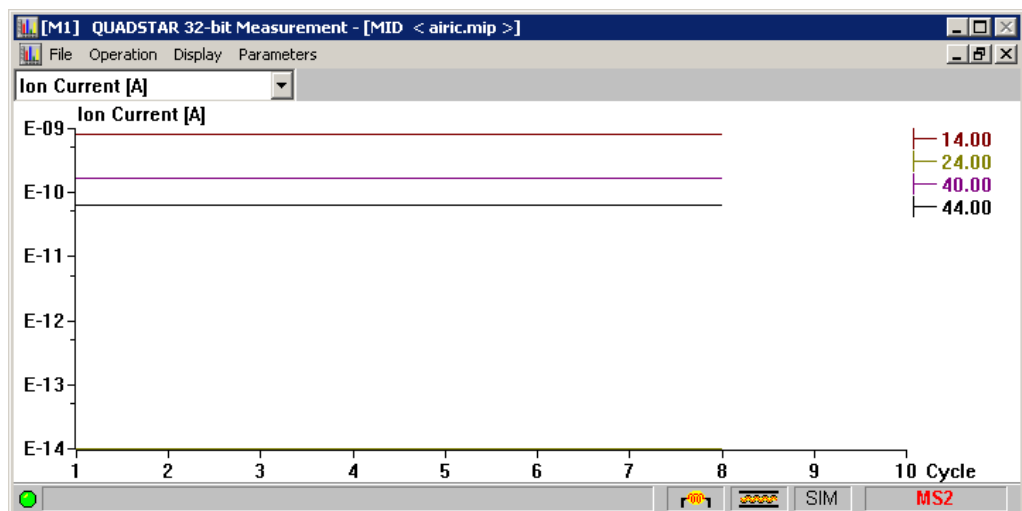 [M1] QUADSTAR 32-bit Measurement - [MID < airic.mip >]
File Operation Display Parameters
Ion Current [A]
Ion Current [A]
E-09
E-10
E-11
E-12
E-13
E-14
14.00
24.00
40.00
44.00
1 2 3 4 5 6 7 8 9 10 Cycle
SIM MS2